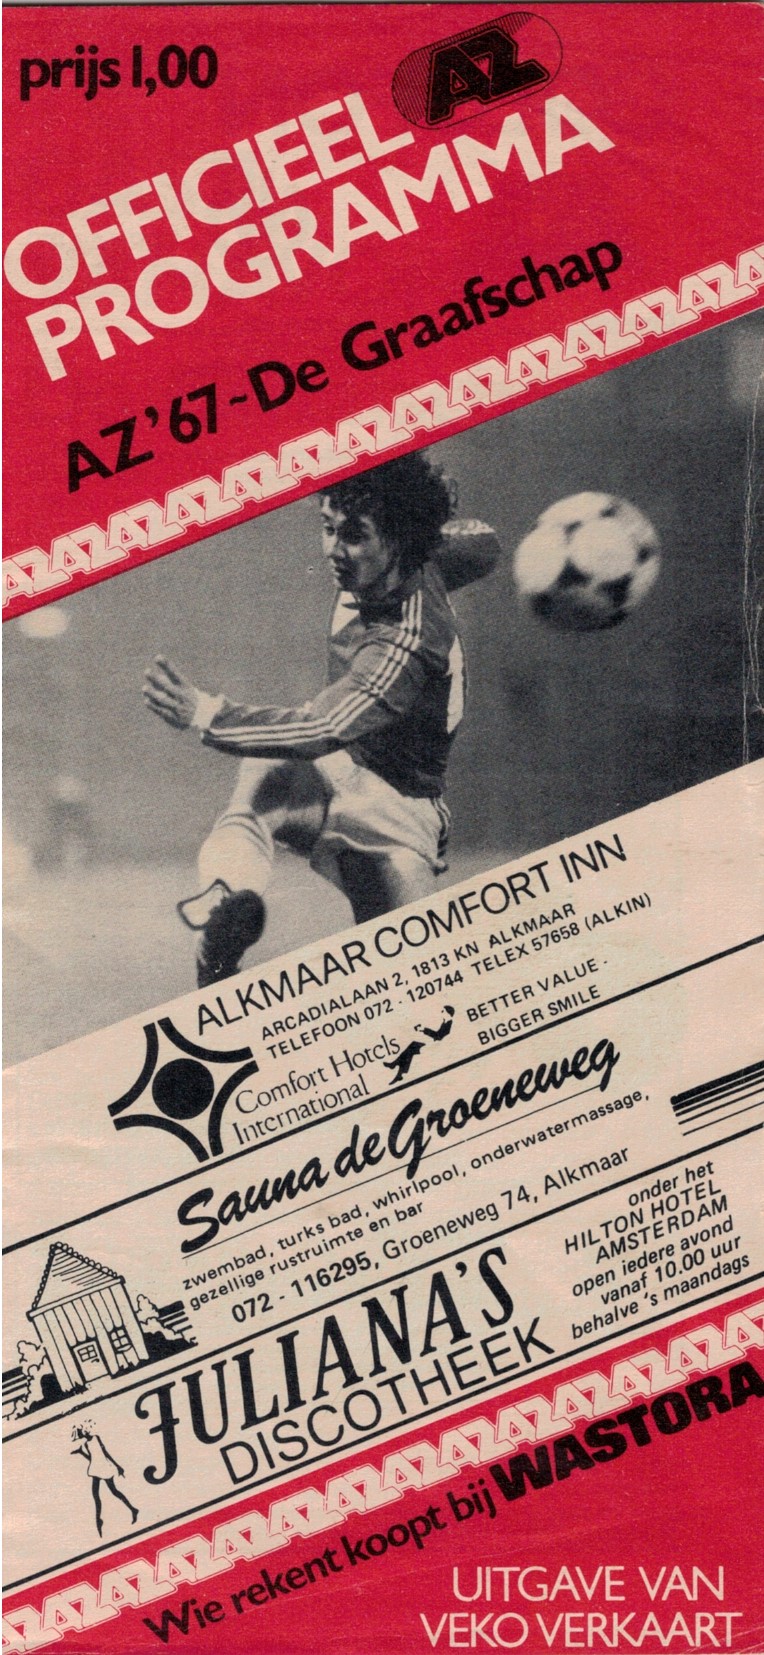 prijs 1,00
AZ
OFFICIEEL
PROGRAMMA
AZ'67-De Graafschap
AZAZAZAZAZAZAZAZAZAZAZAZAZAZ
ALKMAAR COMFORT INN
ARCADIALAAN 2, 1813 KN ALKMAAR
TELEFOON 072 - 120744 TELEX 57658 (ALKIN)
Comfort Hotels
International
BETTER VALUE -
BIGGER SMILE
Sauna de Groeneweg
zwembad, turks bad, whirlpool, onderwatermassage,
gezellige rustruimte en bar
072 - 116295, Groeneweg 74, Alkmaar
JULIANA'S
DISCOTHEEK
onder het
HILTON HOTEL
AMSTERDAM
open iedere avond
vanaf 10.00 uur
behalve 's maandags
AZAZAZAZAZAZAZAZAZAZAZAZAZAZ
Wie rekent koopt bij WASTORA
UITGAVE VAN
VEKO VERKAART